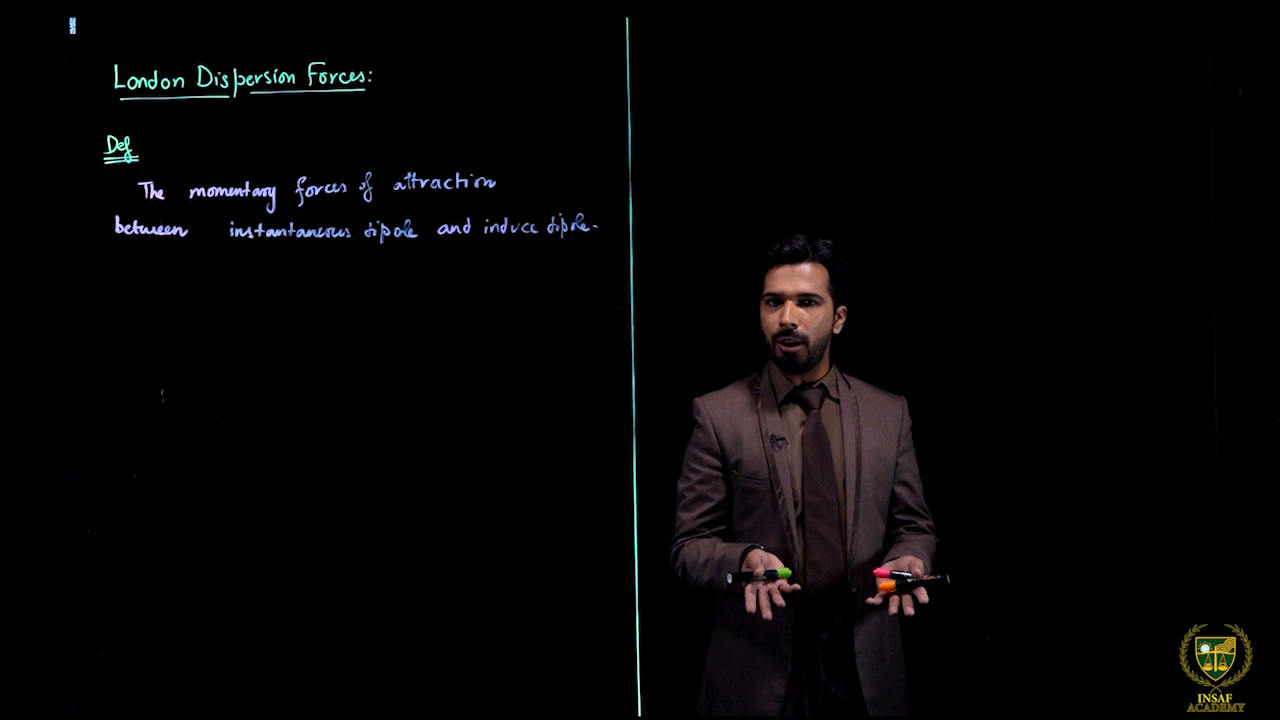 London Dispersion Forces:
Def
The momentary forces of attraction
between instantaneous dipole and induce dipole.
INSAF
ACADEMY